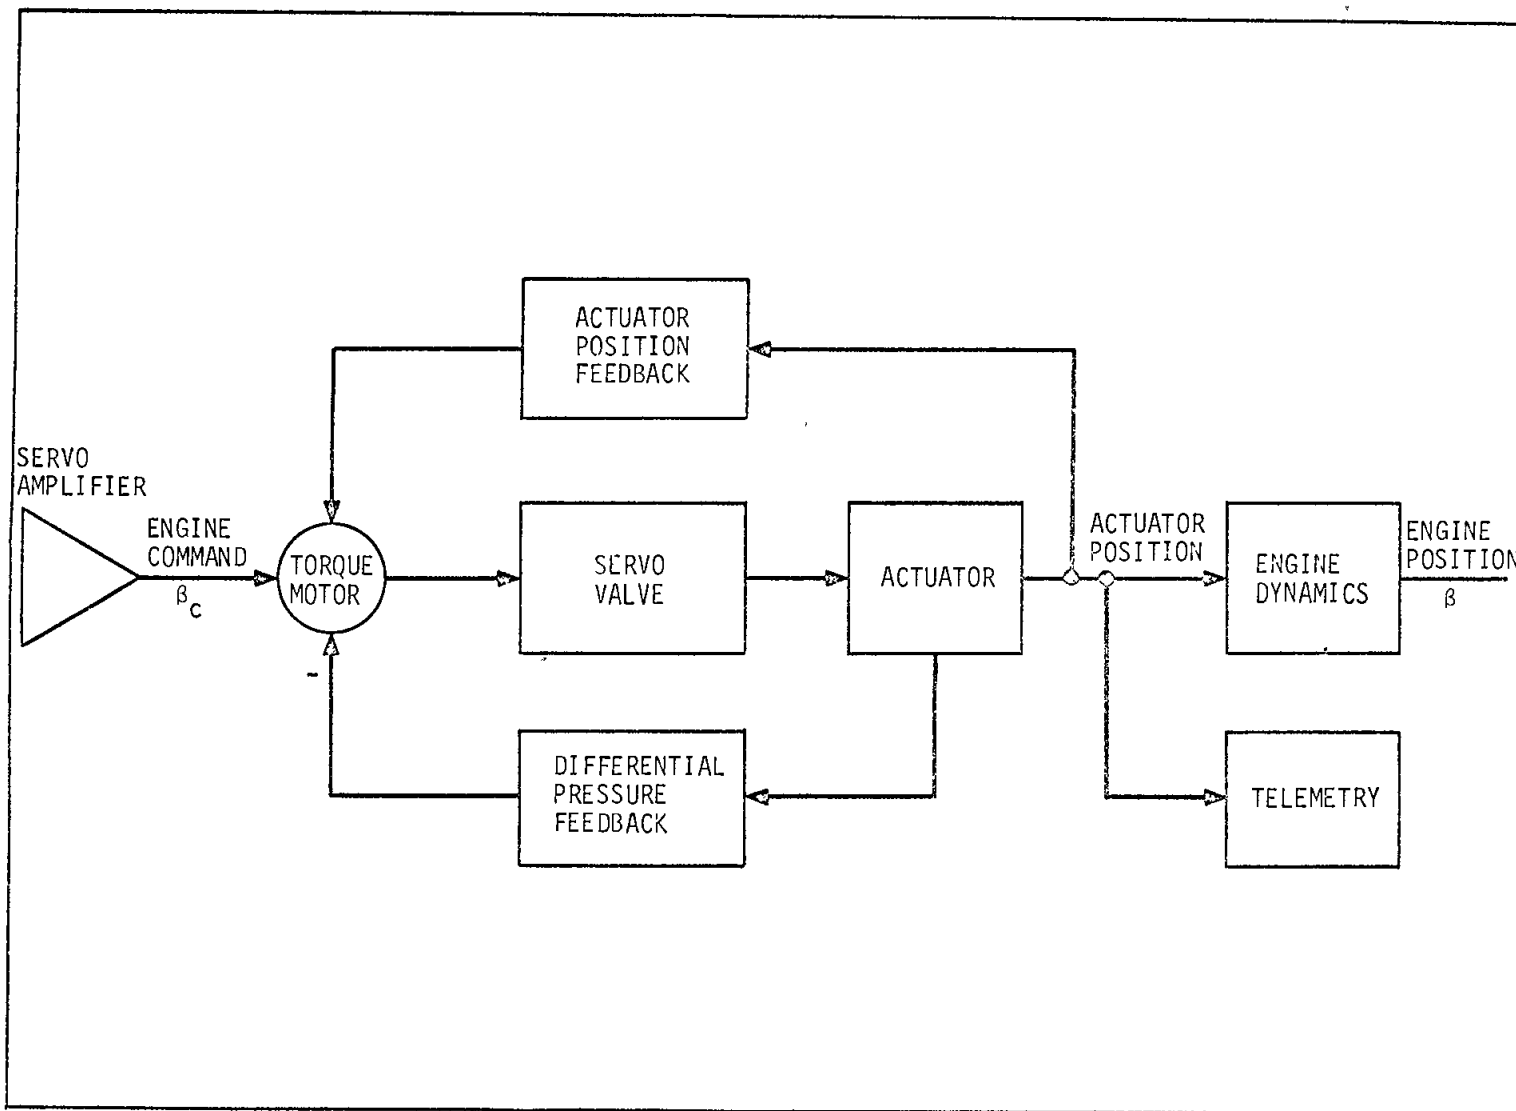 ACTUATOR
POSITION
FEEDBACK
SERVO
AMPLIFIER
ENGINE
COMMAND
β
C
TORQUE
MOTOR
SERVO
VALVE
ACTUATOR
ACTUATOR
POSITION
ENGINE
DYNAMICS
ENGINE
POSITION
β
-
DIFFERENTIAL
PRESSURE
FEEDBACK
TELEMETRY